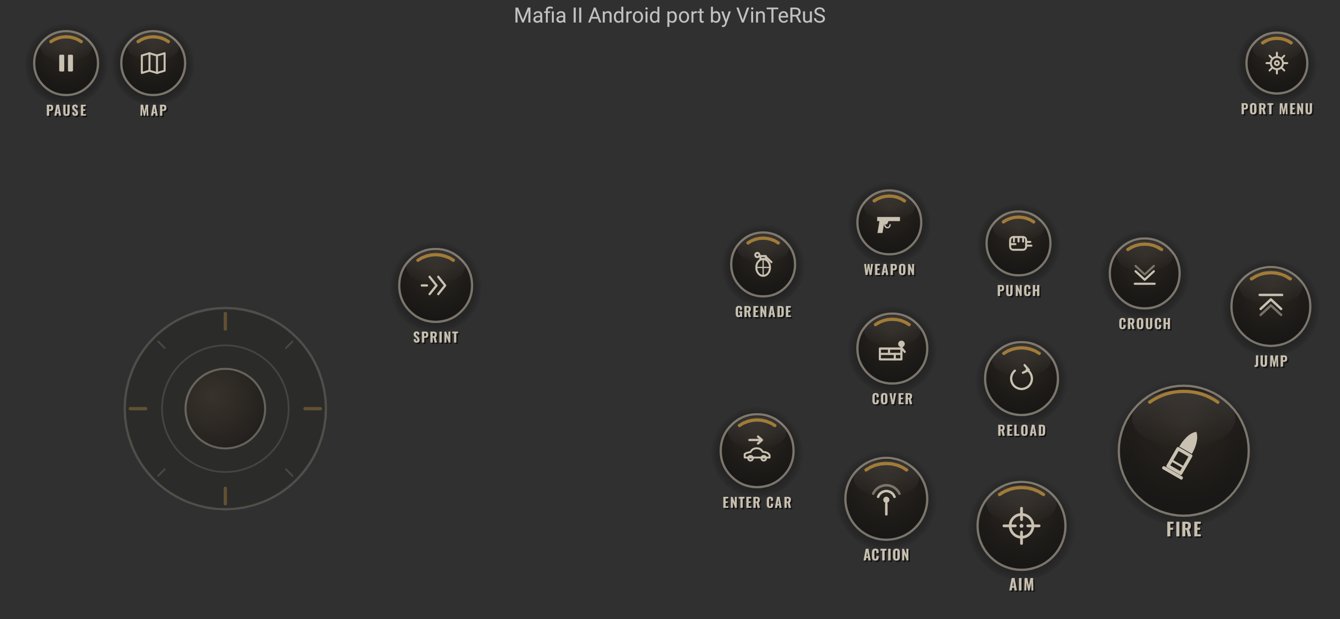 Mafia II Android port by VinTeRuS
PAUSE
MAP
PORT MENU
WEAPON
PUNCH
GRENADE
CROUCH
SPRINT
JUMP
COVER
RELOAD
ENTER CAR
FIRE
ACTION
AIM